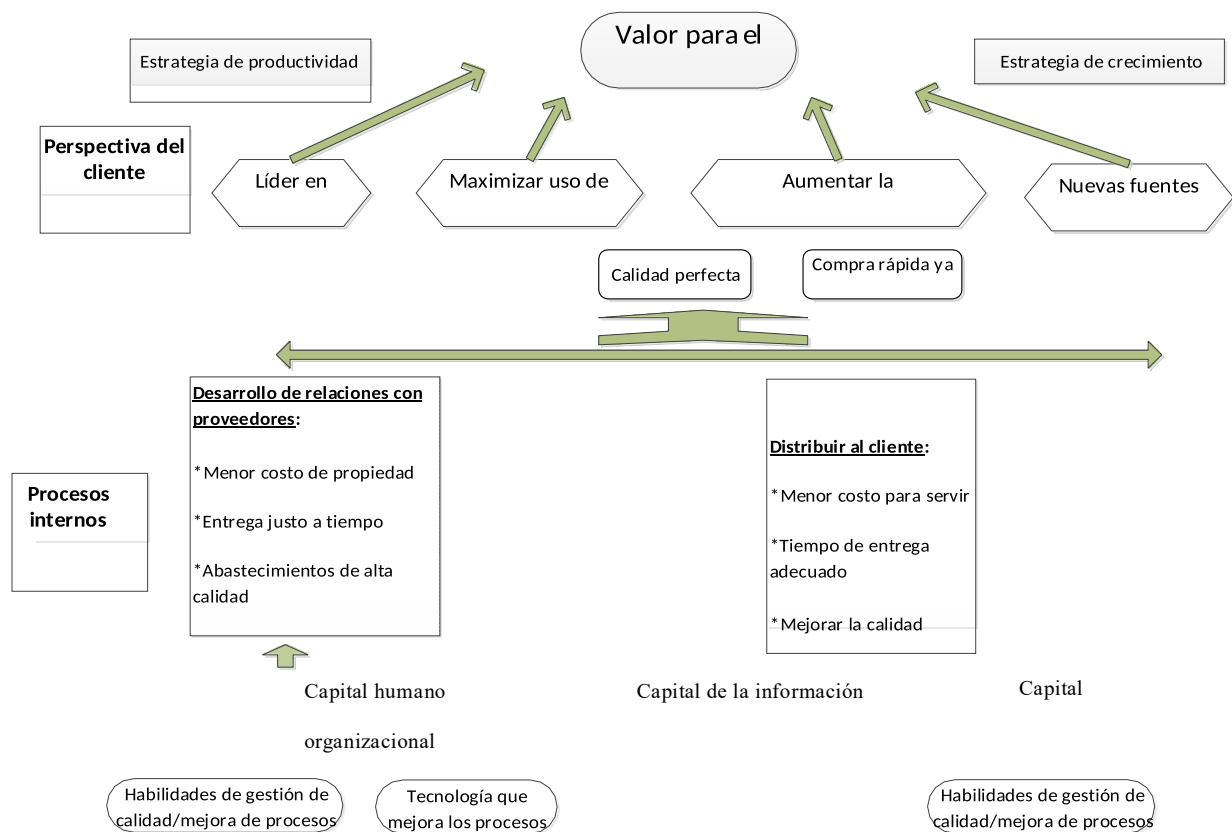 Valor para el
Estrategia de productividad
Estrategia de crecimiento
Perspectiva del
cliente
Líder en
Maximizar uso de
Aumentar la
Nuevas fuentes
Calidad perfecta
Compra rápida y a
Desarrollo de relaciones con
proveedores:
*Menor costo de propiedad
*Entrega justo a tiempo
*Abastecimientos de alta
calidad
Distribuir al cliente:
*Menor costo para servir
*Tiempo de entrega
adecuado
*Mejorar la calidad
Procesos
internos
Capital humano
Capital de la información
Capital
organizacional
Habilidades de gestión de
calidad/mejora de procesos
Tecnología que
mejora los procesos
Habilidades de gestión de
calidad/mejora de procesos